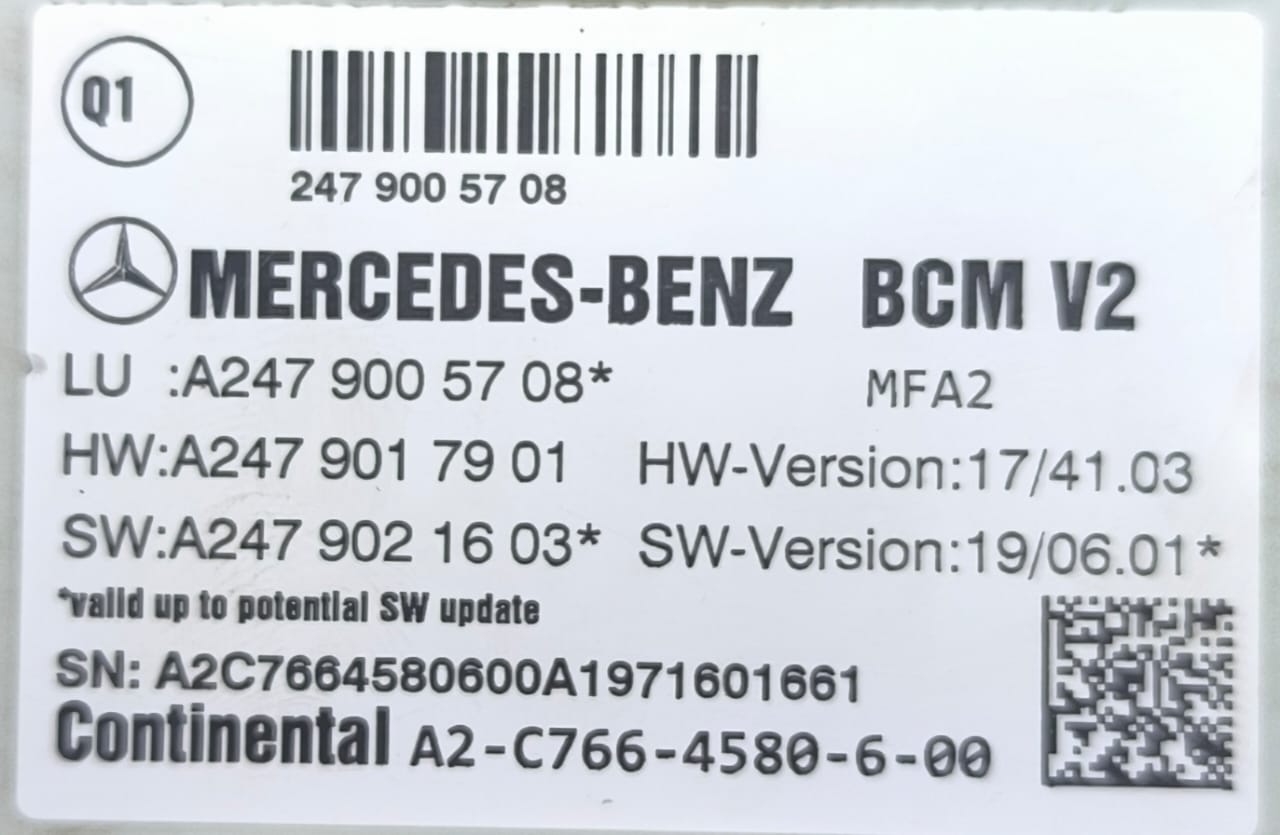 Q1
247 900 57 08
MERCEDES-BENZ BCM V2
LU :A247 900 57 08* MFA2
HW:A247 901 79 01 HW-Version:17/41.03
SW:A247 902 16 03* SW-Version:19/06.01*
*valid up to potential SW update
SN: A2C7664580600A1971601661
Continental A2-C766-4580-6-00